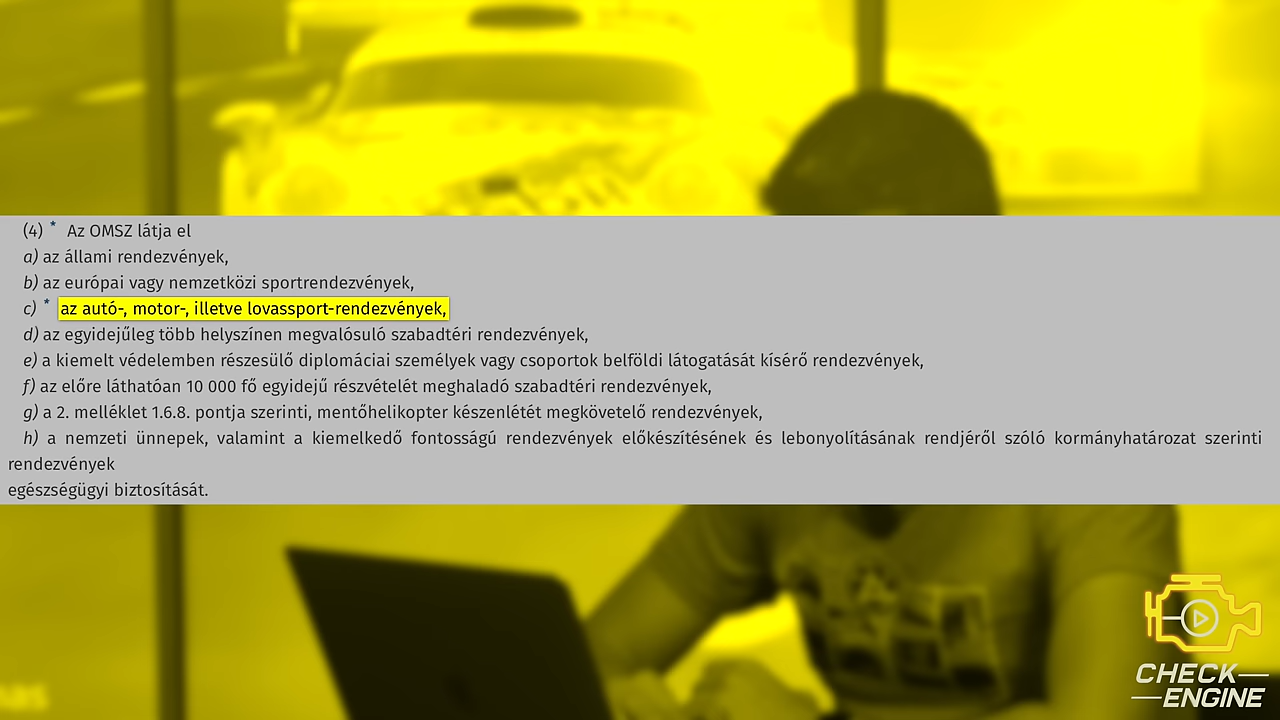 (4) * Az OMSZ látja el
a) az állami rendezvények,
b) az európai vagy nemzetközi sportrendezvények,
c) * az autó-, motor-, illetve lovassport-rendezvények,
d) az egyidejűleg több helyszínen megvalósuló szabadtéri rendezvények,
e) a kiemelt védelemben részesülő diplomáciai személyek vagy csoportok belföldi látogatását kísérő rendezvények,
f) az előre láthatóan 10 000 fő egyidejű részvételét meghaladó szabadtéri rendezvények,
g) a 2. melléklet 1.6.8. pontja szerinti, mentőhelikopter készenlétét megkövetelő rendezvények,
h) a nemzeti ünnepek, valamint a kiemelkedő fontosságú rendezvények előkészítésének és lebonyolításának rendjéről szóló kormányhatározat szerinti
rendezvények
egészségügyi biztosítását.
CHECK
ENGINE